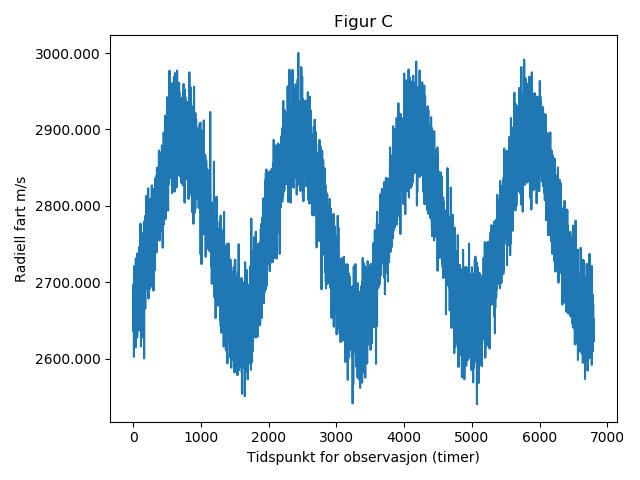 Figur C
Radiell fart m/s
3000.000
2900.000
2800.000
2700.000
2600.000
0 1000 2000 3000 4000 5000 6000 7000
Tidspunkt for observasjon (timer)